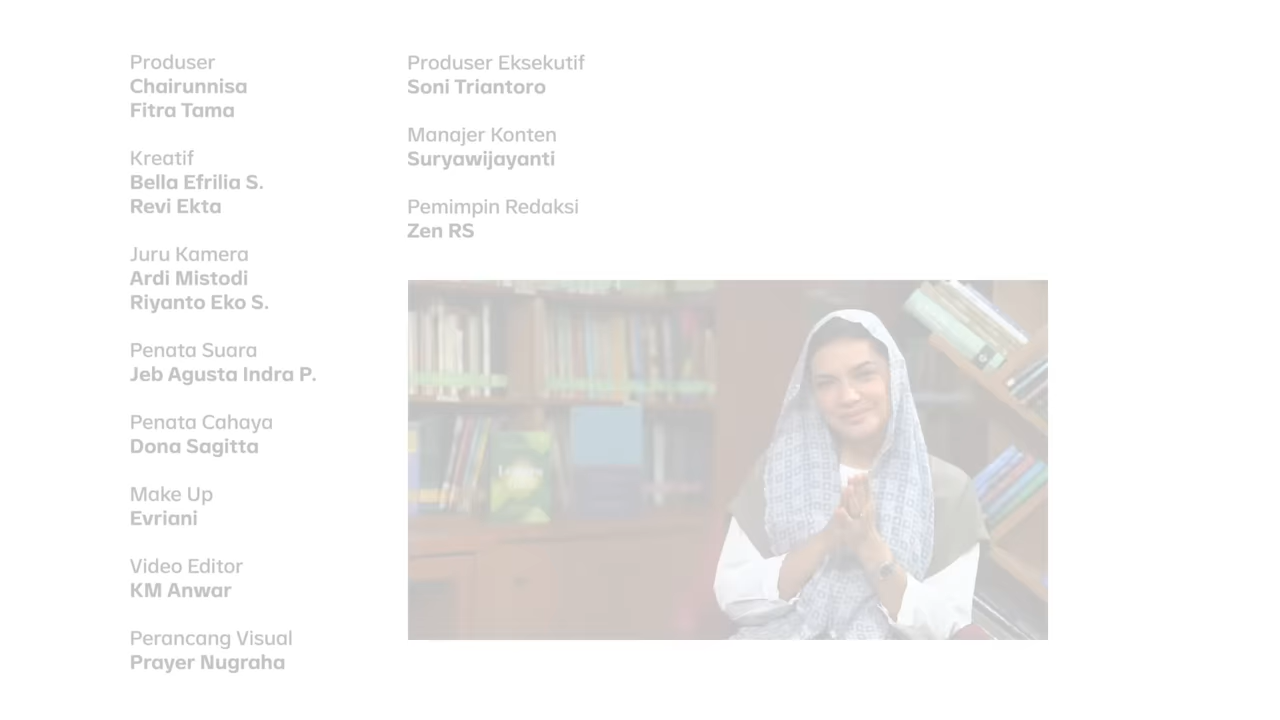 Produser
Chairunnisa
Fitra Tama
Kreatif
Bella Efrilia S.
Revi Ekta
Juru Kamera
Ardi Mistodi
Riyanto Eko S.
Penata Suara
Jeb Agusta Indra P.
Penata Cahaya
Dona Sagitta
Make Up
Evriani
Video Editor
KM Anwar
Perancang Visual
Prayer Nugraha
Produser Eksekutif
Soni Triantoro
Manajer Konten
Suryawijayanti
Pemimpin Redaksi
Zen RS